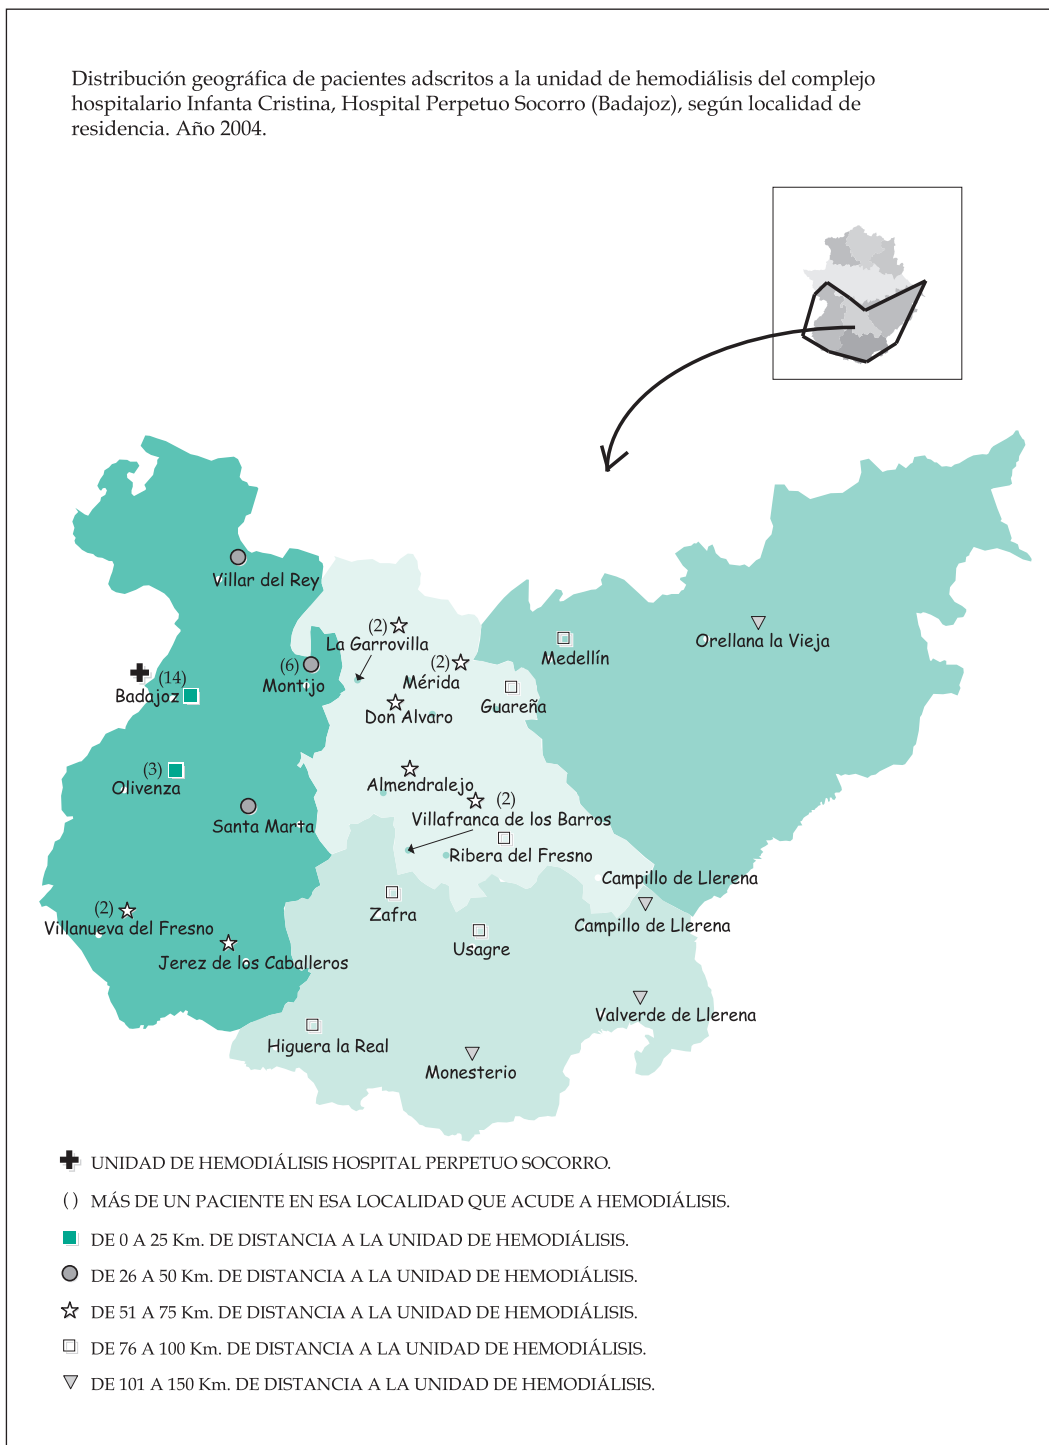 Distribución geográfica de pacientes adscritos a la unidad de hemodiálisis del complejo
hospitalario Infanta Cristina, Hospital Perpetuo Socorro (Badajoz), según localidad de
residencia. Año 2004.
Villar del Rey
(2)
La Garrovilla
Orellana la Vieja
Medellín
(6)
Montijo
(2)
Mérida
(14)
Badajoz
Guareña
Don Alvaro
(3)
Olivenza
Almendralejo
(2)
Villafranca de los Barros
Santa Marta
Ribera del Fresno
Campillo de Llerena
(2)
Villanueva del Fresno
Zafra
Campillo de Llerena
Usagre
Jerez de los Caballeros
Valverde de Llerena
Higuera la Real
Monesterio
UNIDAD DE HEMODIÁLISIS HOSPITAL PERPETUO SOCORRO.
( ) MÁS DE UN PACIENTE EN ESA LOCALIDAD QUE ACUDE A HEMODIÁLISIS.
DE 0 A 25 Km. DE DISTANCIA A LA UNIDAD DE HEMODIÁLISIS.
DE 26 A 50 Km. DE DISTANCIA A LA UNIDAD DE HEMODIÁLISIS.
DE 51 A 75 Km. DE DISTANCIA A LA UNIDAD DE HEMODIÁLISIS.
DE 76 A 100 Km. DE DISTANCIA A LA UNIDAD DE HEMODIÁLISIS.
DE 101 A 150 Km. DE DISTANCIA A LA UNIDAD DE HEMODIÁLISIS.